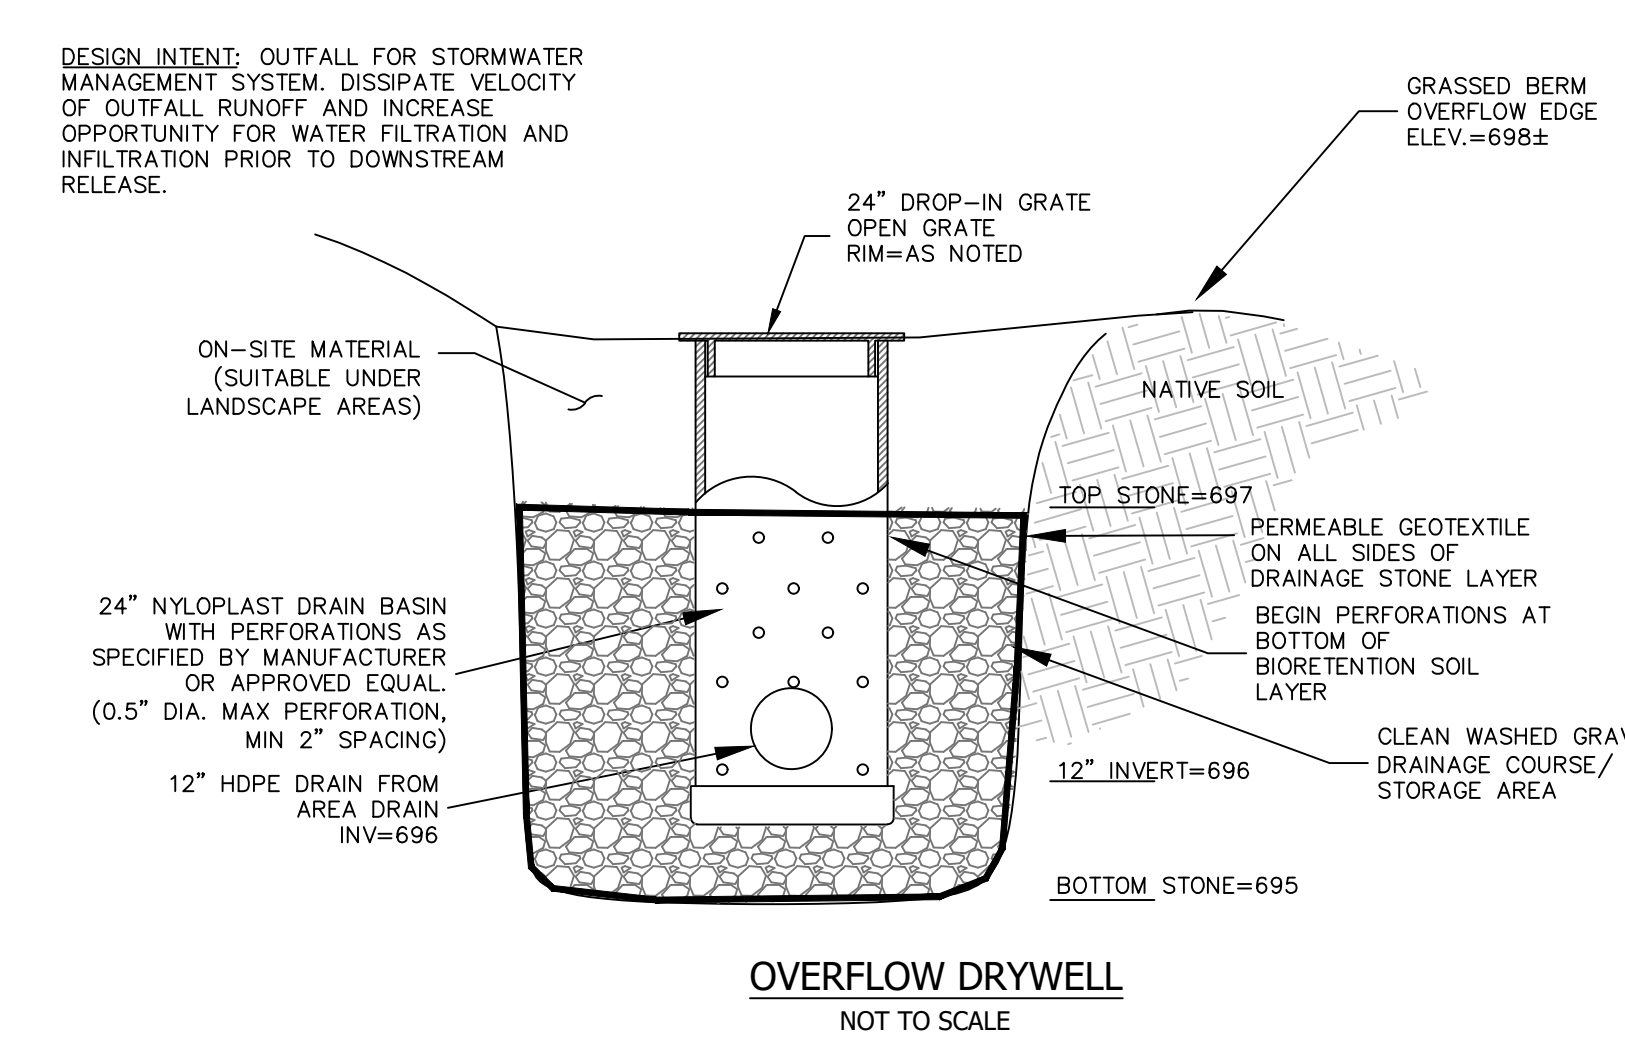 DESIGN INTENT: OUTFALL FOR STORMWATER
MANAGEMENT SYSTEM. DISSIPATE VELOCITY
OF OUTFALL RUNOFF AND INCREASE
OPPORTUNITY FOR WATER FILTRATION AND
INFILTRATION PRIOR TO DOWNSTREAM
RELEASE.
GRASSED BERM
OVERFLOW EDGE
ELEV.=698±
24” DROP-IN GRATE
OPEN GRATE
RIM=AS NOTED
ON-SITE MATERIAL
(SUITABLE UNDER
LANDSCAPE AREAS)
NATIVE SOIL
TOP STONE=697
PERMEABLE GEOTEXTILE
ON ALL SIDES OF
DRAINAGE STONE LAYER
24” NYLOPLAST DRAIN BASIN
WITH PERFORATIONS AS
SPECIFIED BY MANUFACTURER
OR APPROVED EQUAL.
(0.5” DIA. MAX PERFORATION,
MIN 2” SPACING)
BEGIN PERFORATIONS AT
BOTTOM OF
BIORETENTION SOIL
LAYER
CLEAN WASHED
DRAINAGE COURSE/
STORAGE AREA
12” HDPE DRAIN FROM
AREA DRAIN
INV=696
12” INVERT=696
BOTTOM STONE=695
OVERFLOW DRYWELL
NOT TO SCALE